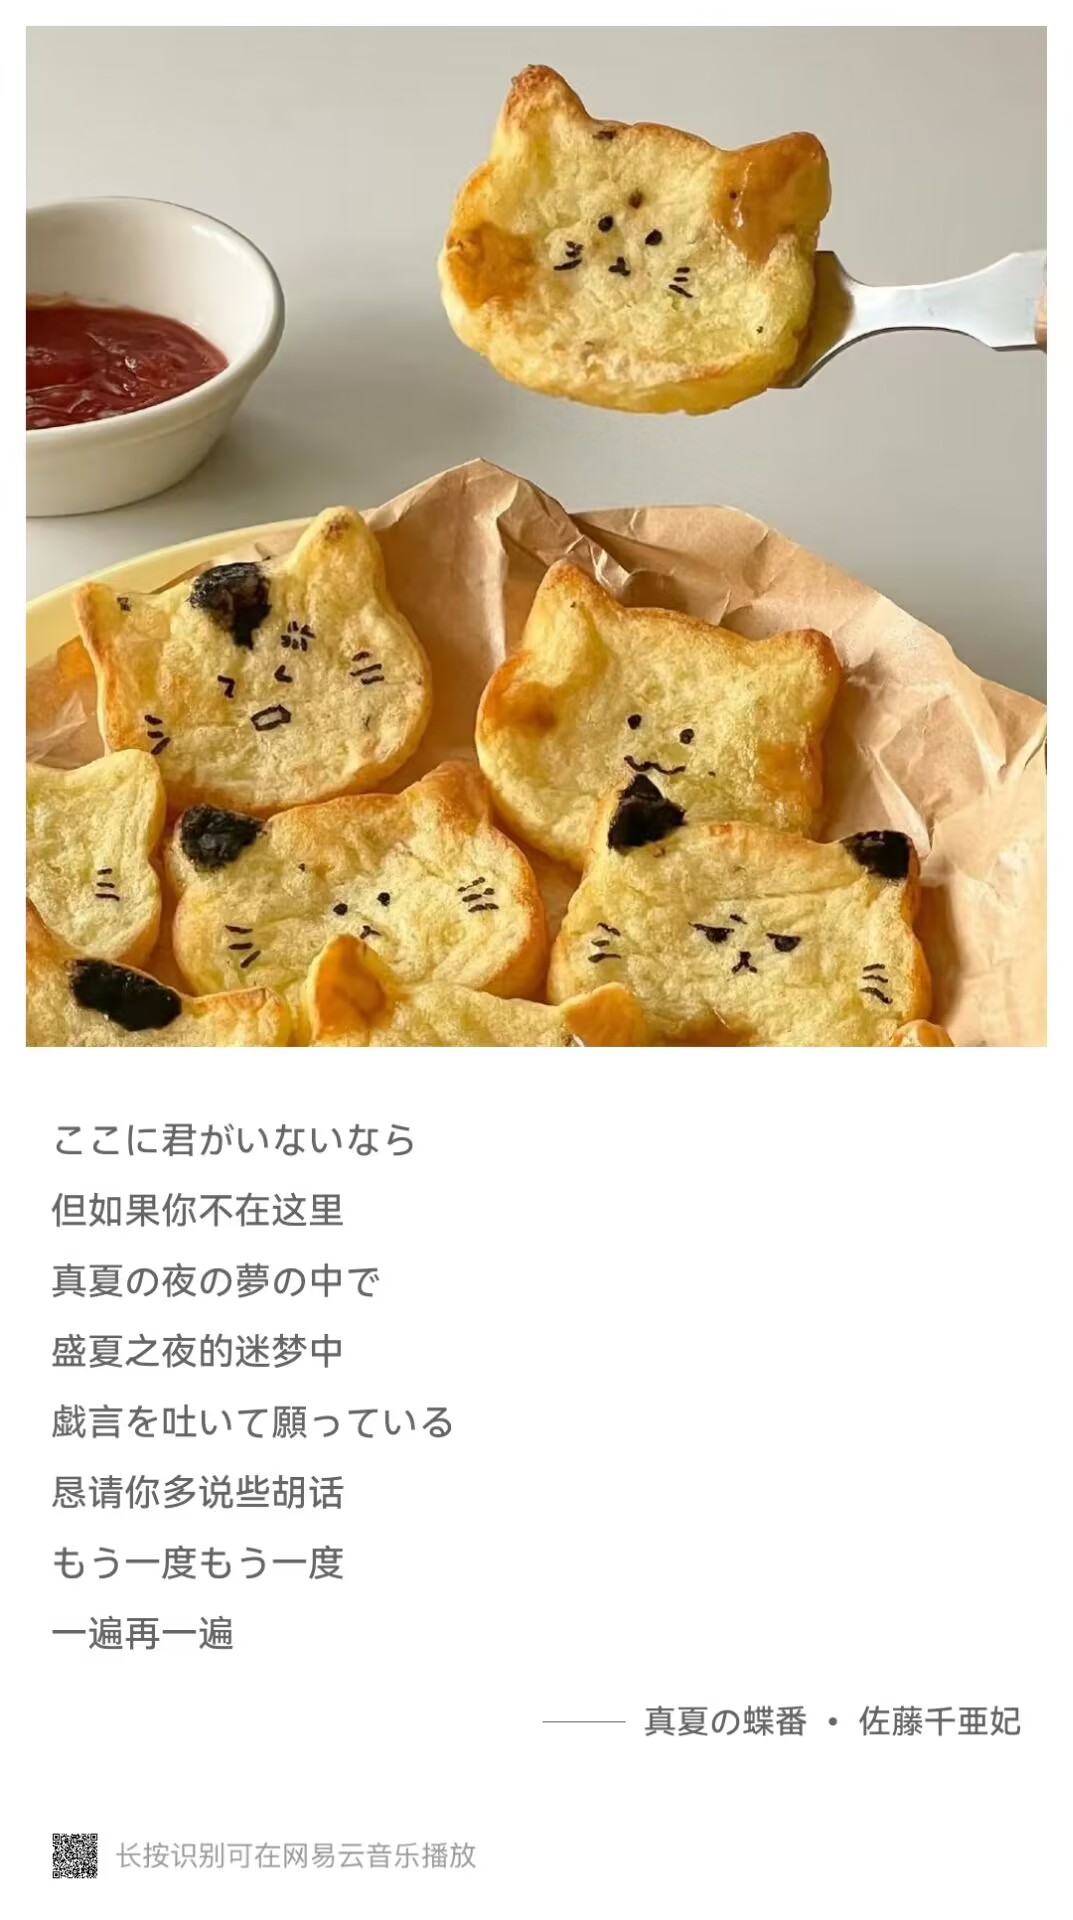 ここに君がいないなら
但如果你不在这里
真夏の夜の夢の中で
盛夏之夜的迷梦中
戯言を吐いて願っている
恳请你多说些胡话
もう一度もう一度
一遍再一遍
—— 真夏の蝶番 • 佐藤千亜妃
长按识别可在网易云音乐播放